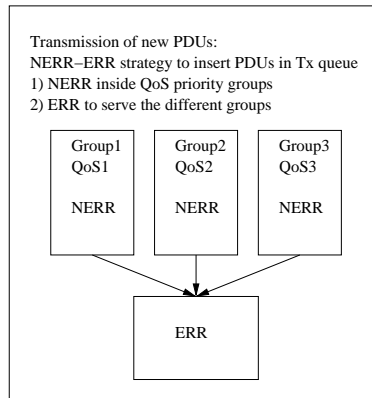 Transmission of new PDUs:
NERR–ERR strategy to insert PDUs in Tx queue
1) NERR inside QoS priority groups
2) ERR to serve the different groups
Group1 Group2 Group3
QoS1 QoS2 QoS3
NERR NERR NERR
ERR